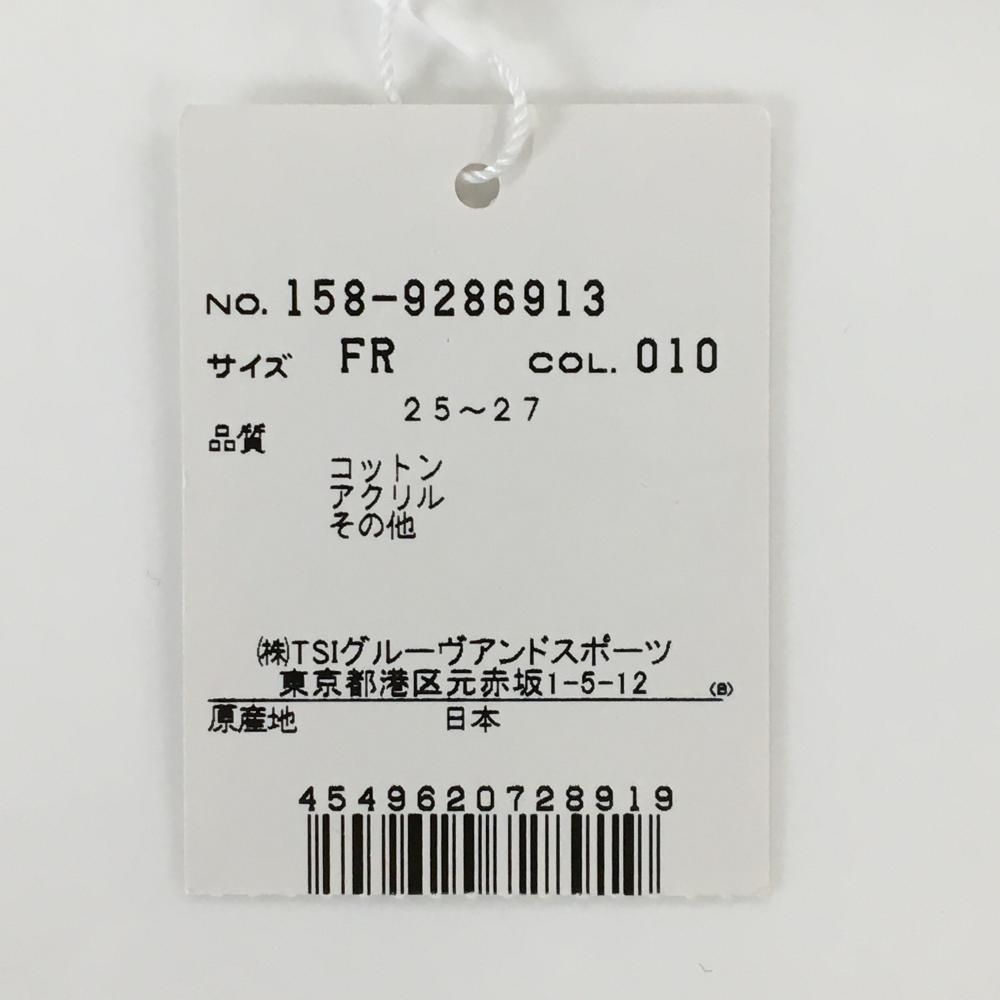 NO. 158-9286913
サイズ FR COL. 010
25～27
品質
コットン
アクリル
その他
㈱TSIグルーヴアンドスポーツ
東京都港区元赤坂1-5-12 〈B〉
原産地 日本
4549620728919